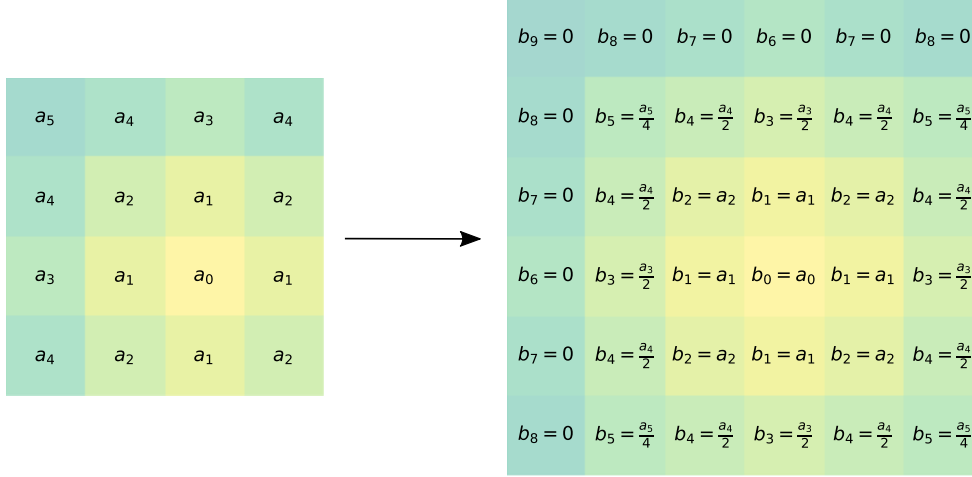 a₅ a₄ a₃ a₄
a₄ a₂ a₁ a₂
a₃ a₁ a₀ a₁
a₄ a₂ a₁ a₂
b₉ = 0 b₈ = 0 b₇ = 0 b₆ = 0 b₇ = 0 b₈ = 0
b₈ = 0 b₅ = a₅/4 b₄ = a₄/2 b₃ = a₃/2 b₄ = a₄/2 b₅ = a₅/4
b₇ = 0 b₄ = a₄/2 b₂ = a₂ b₁ = a₁ b₂ = a₂ b₄ = a₄/2
b₆ = 0 b₃ = a₃/2 b₁ = a₁ b₀ = a₀ b₁ = a₁ b₃ = a₃/2
b₇ = 0 b₄ = a₄/2 b₂ = a₂ b₁ = a₁ b₂ = a₂ b₄ = a₄/2
b₈ = 0 b₅ = a₅/4 b₄ = a₄/2 b₃ = a₃/2 b₄ = a₄/2 b₅ = a₅/4